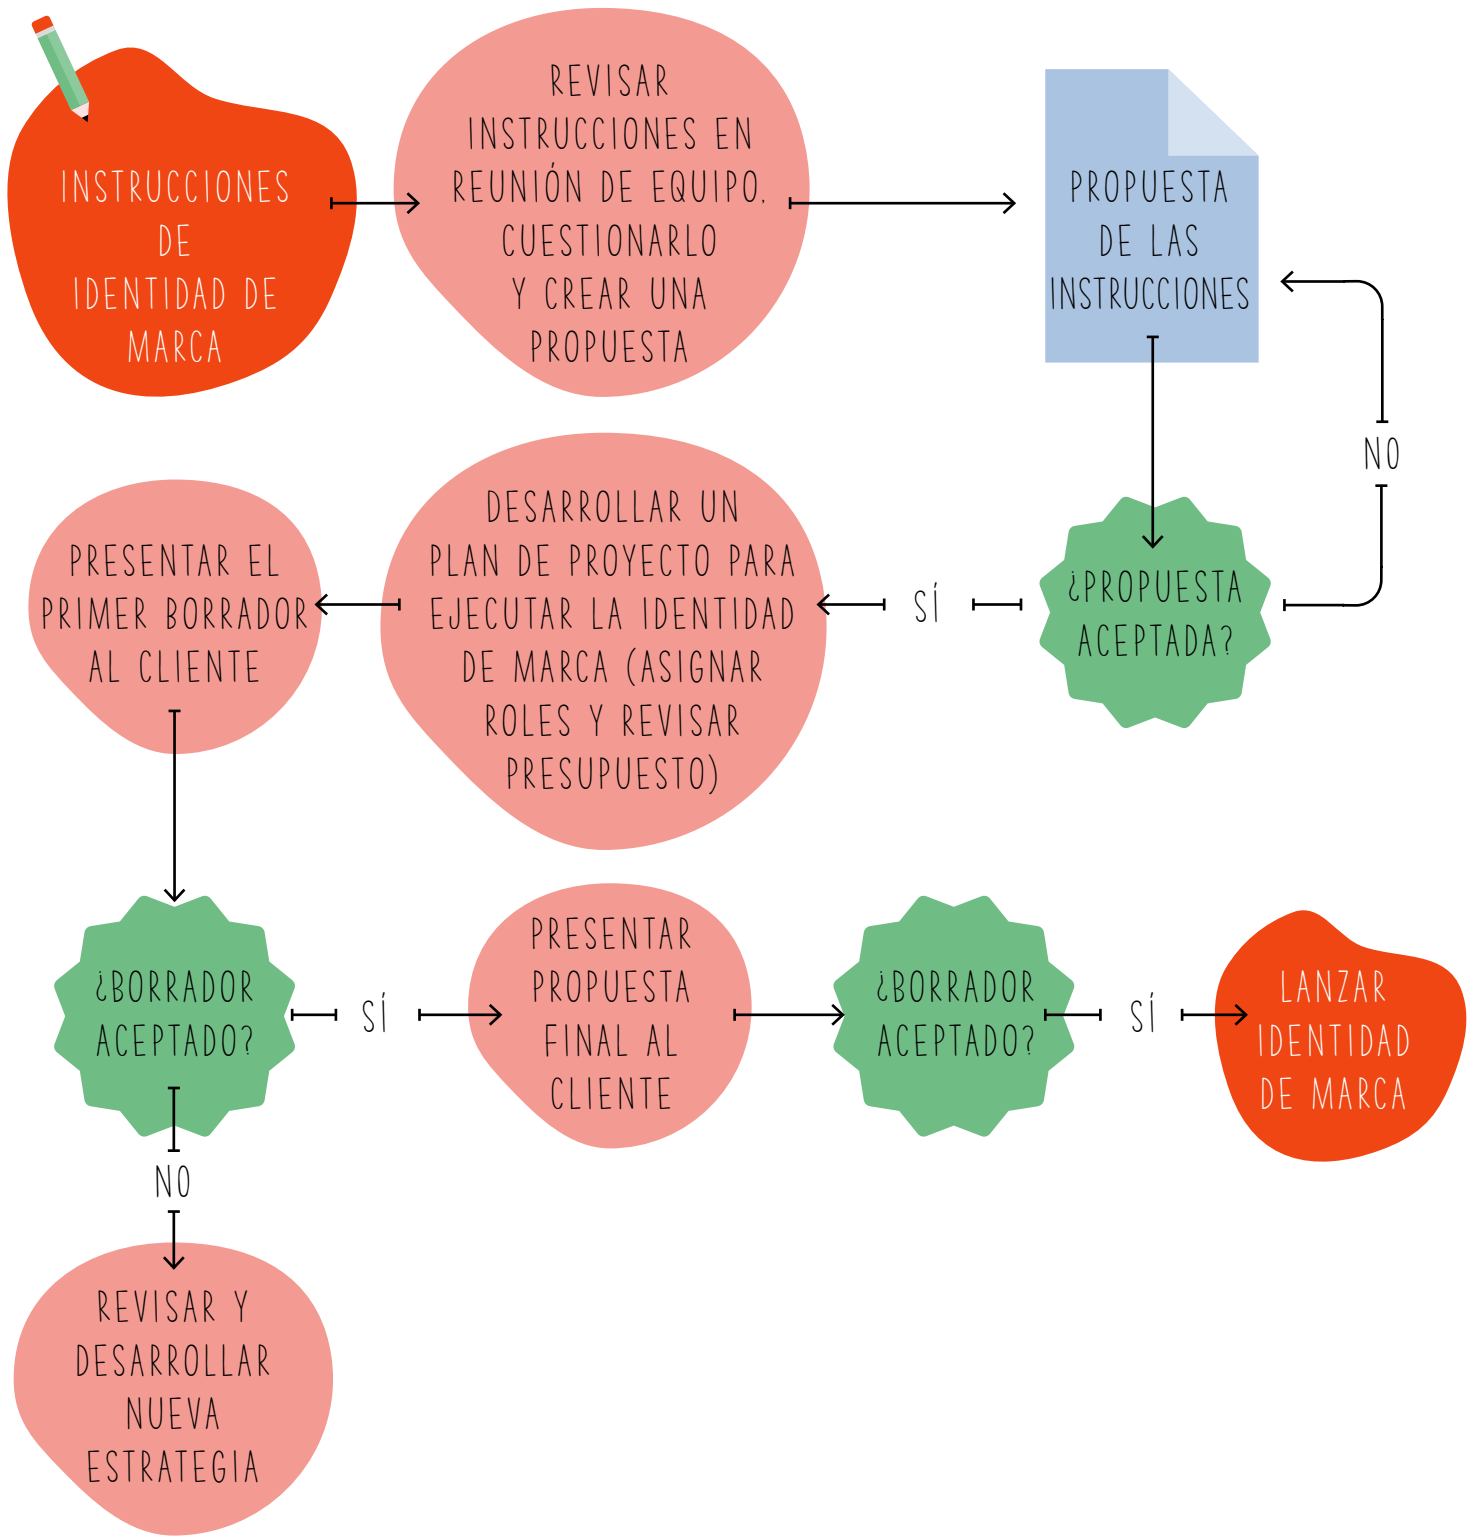 INSTRUCCIONES
DE
IDENTIDAD DE
MARCA
REVISAR
INSTRUCCIONES EN
REUNIÓN DE EQUIPO,
CUESTIONARLO
Y CREAR UNA
PROPUESTA
PROPUESTA
DE LAS
INSTRUCCIONES
NO
¿PROPUESTA
ACEPTADA?
SÍ
DESARROLLAR UN
PLAN DE PROYECTO PARA
EJECUTAR LA IDENTIDAD
DE MARCA (ASIGNAR
ROLES Y REVISAR
PRESUPUESTO)
PRESENTAR EL
PRIMER BORRADOR
AL CLIENTE
¿BORRADOR
ACEPTADO?
SÍ
PRESENTAR
PROPUESTA
FINAL AL
CLIENTE
¿BORRADOR
ACEPTADO?
SÍ
LANZAR
IDENTIDAD
DE MARCA
NO
REVISAR Y
DESARROLLAR
NUEVA
ESTRATEGIA